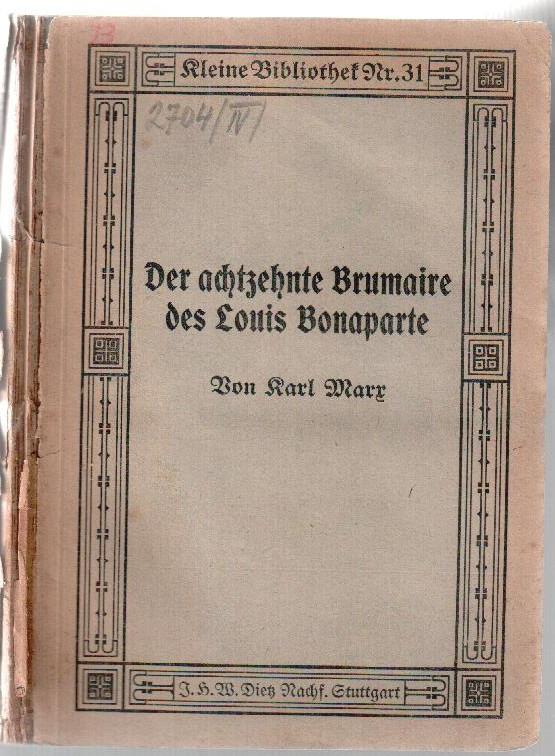 Kleine Bibliothek Nr. 31
2704/IV/
Der achtzehnte Brumaire
des Louis Bonaparte
Von Karl Marx
J. H. W. Dietz Nachf. Stuttgart